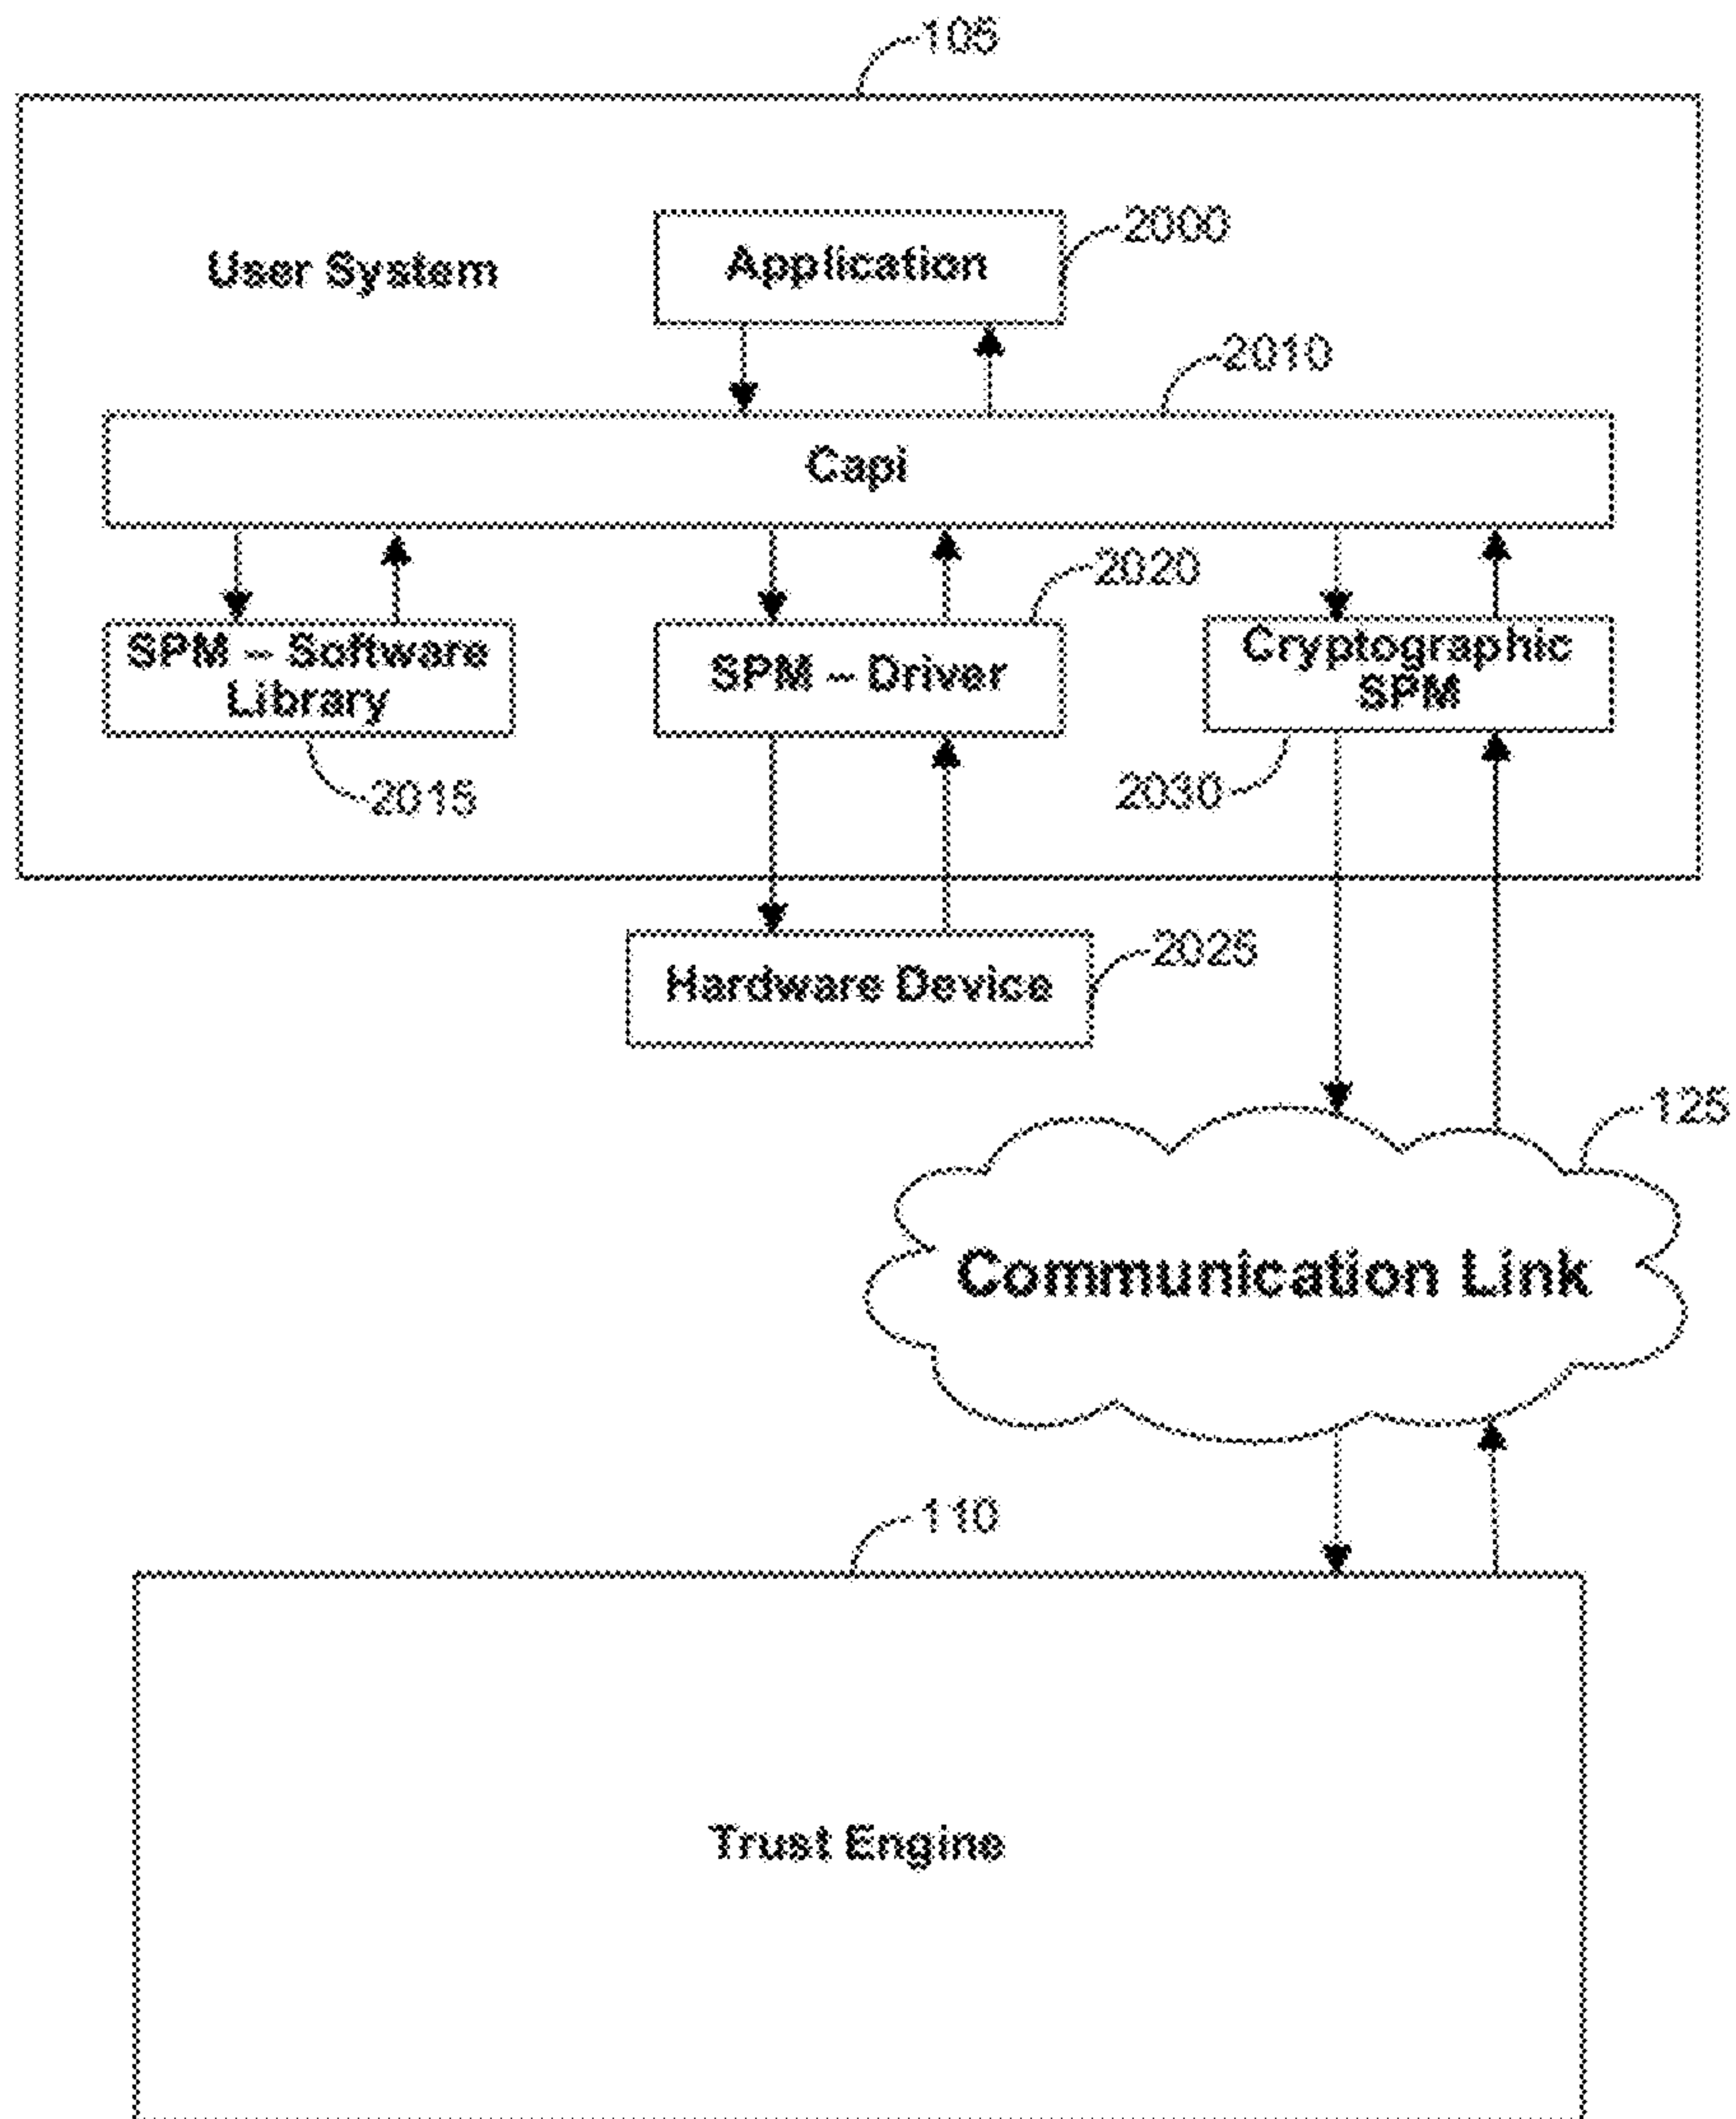 105
User System
Application
2000
2010
Capi
2020
SPM – Software
Library
SPM – Driver
Cryptographic
SPM
2015
2030
Hardware Device
2025
125
Communication Link
110
Trust Engine